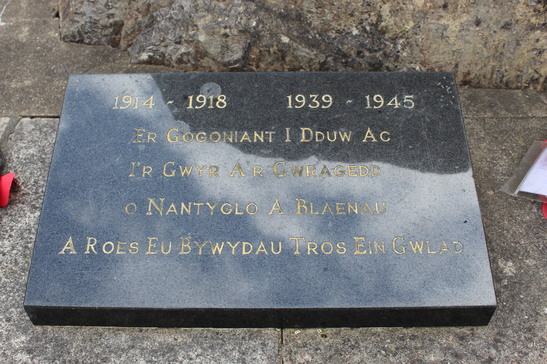 1914 - 1918 1939 - 1945
Er Gogoniant I Dduw Ac
I'r Gwyr A'r Gwragedd
O Nantyglo A Blaenau
A Roes Eu Bywydau Tros Ein Gwlad